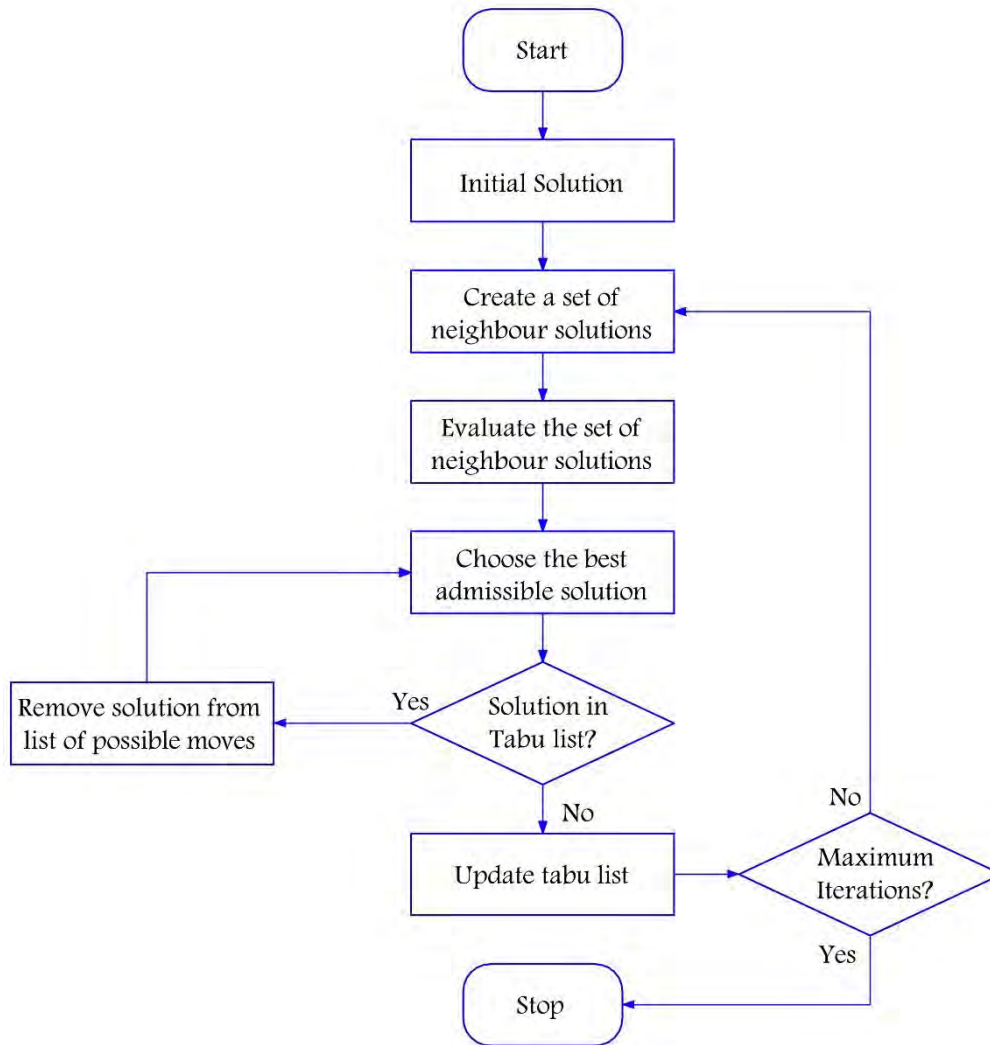 Start
Initial Solution
Create a set of
neighbour solutions
Evaluate the set of
neighbour solutions
Choose the best
admissible solution
Remove solution from
list of possible moves
Yes
Solution in
Tabu list?
No
Update tabu list
No
Maximum
Iterations?
Yes
Stop